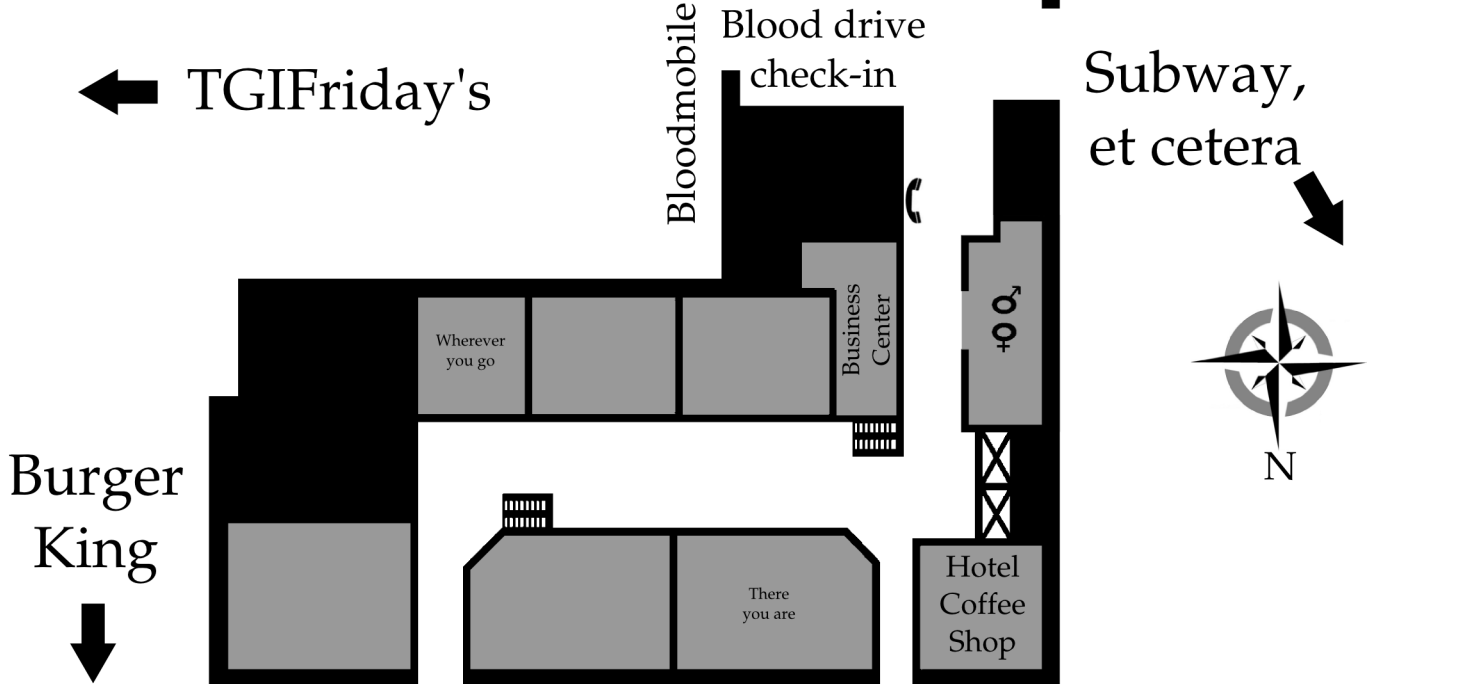 Bloodmobile
Blood drive
check-in
TGIFriday's
Subway,
et cetera
Business
Center
Wherever
you go
N
Burger
King
There
you are
Hotel
Coffee
Shop